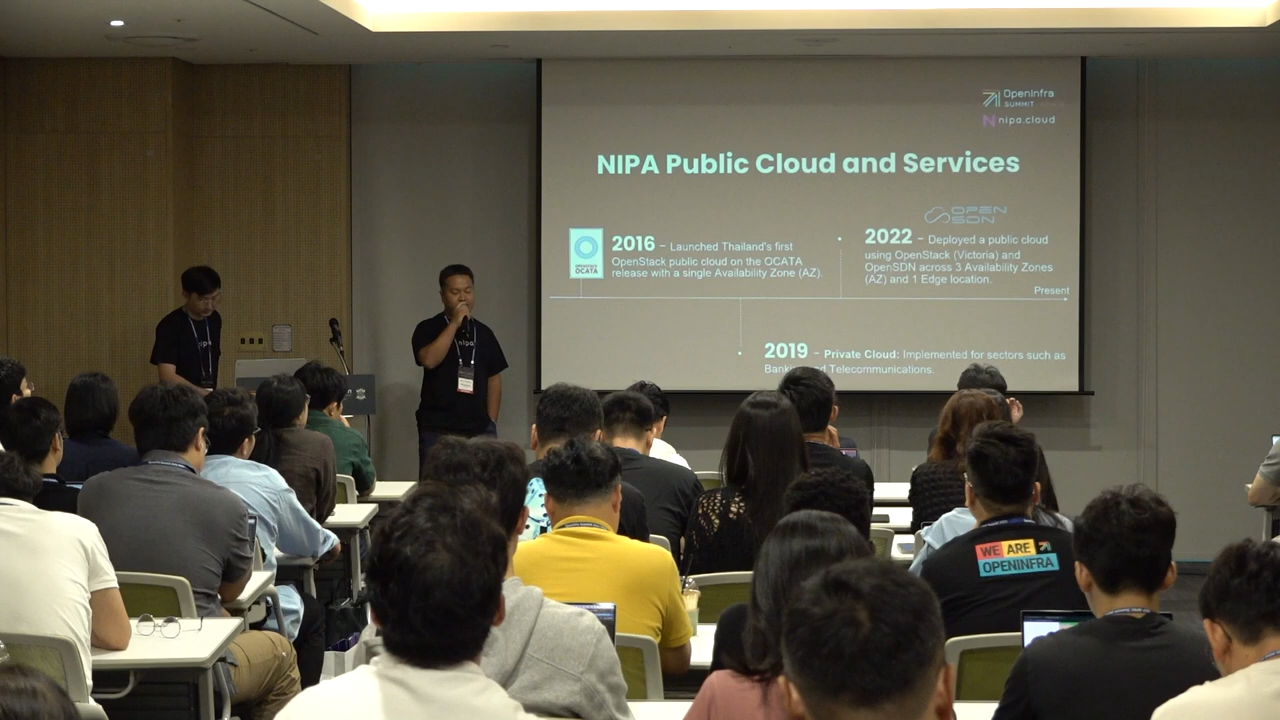 OpenInfra
SUMMIT
nipa.cloud
NIPA Public Cloud and Services
OPEN
SDN
OPENSTACK
OCATA
2016 – Launched Thailand's first
OpenStack public cloud on the OCATA
release with a single Availability Zone (AZ).
2022 – Deployed a public cloud
using OpenStack (Victoria) and
OpenSDN across 3 Availability Zones
(AZ) and 1 Edge location.
Present
2019 – Private Cloud: Implemented for sectors such as
and Telecommunications.
nipa
WE ARE
OPENINFRA